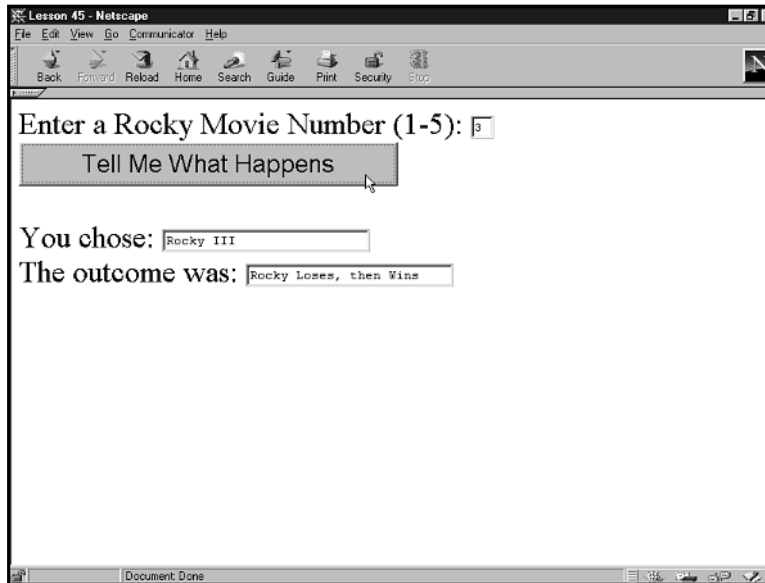 Lesson 45 - Netscape
File Edit View Go Communicator Help
Back Forward Reload Home Search Guide Print Security Stop
N
Enter a Rocky Movie Number (1-5): 3
Tell Me What Happens
You chose: Rocky III
The outcome was: Rocky Loses, then Wins
Document: Done